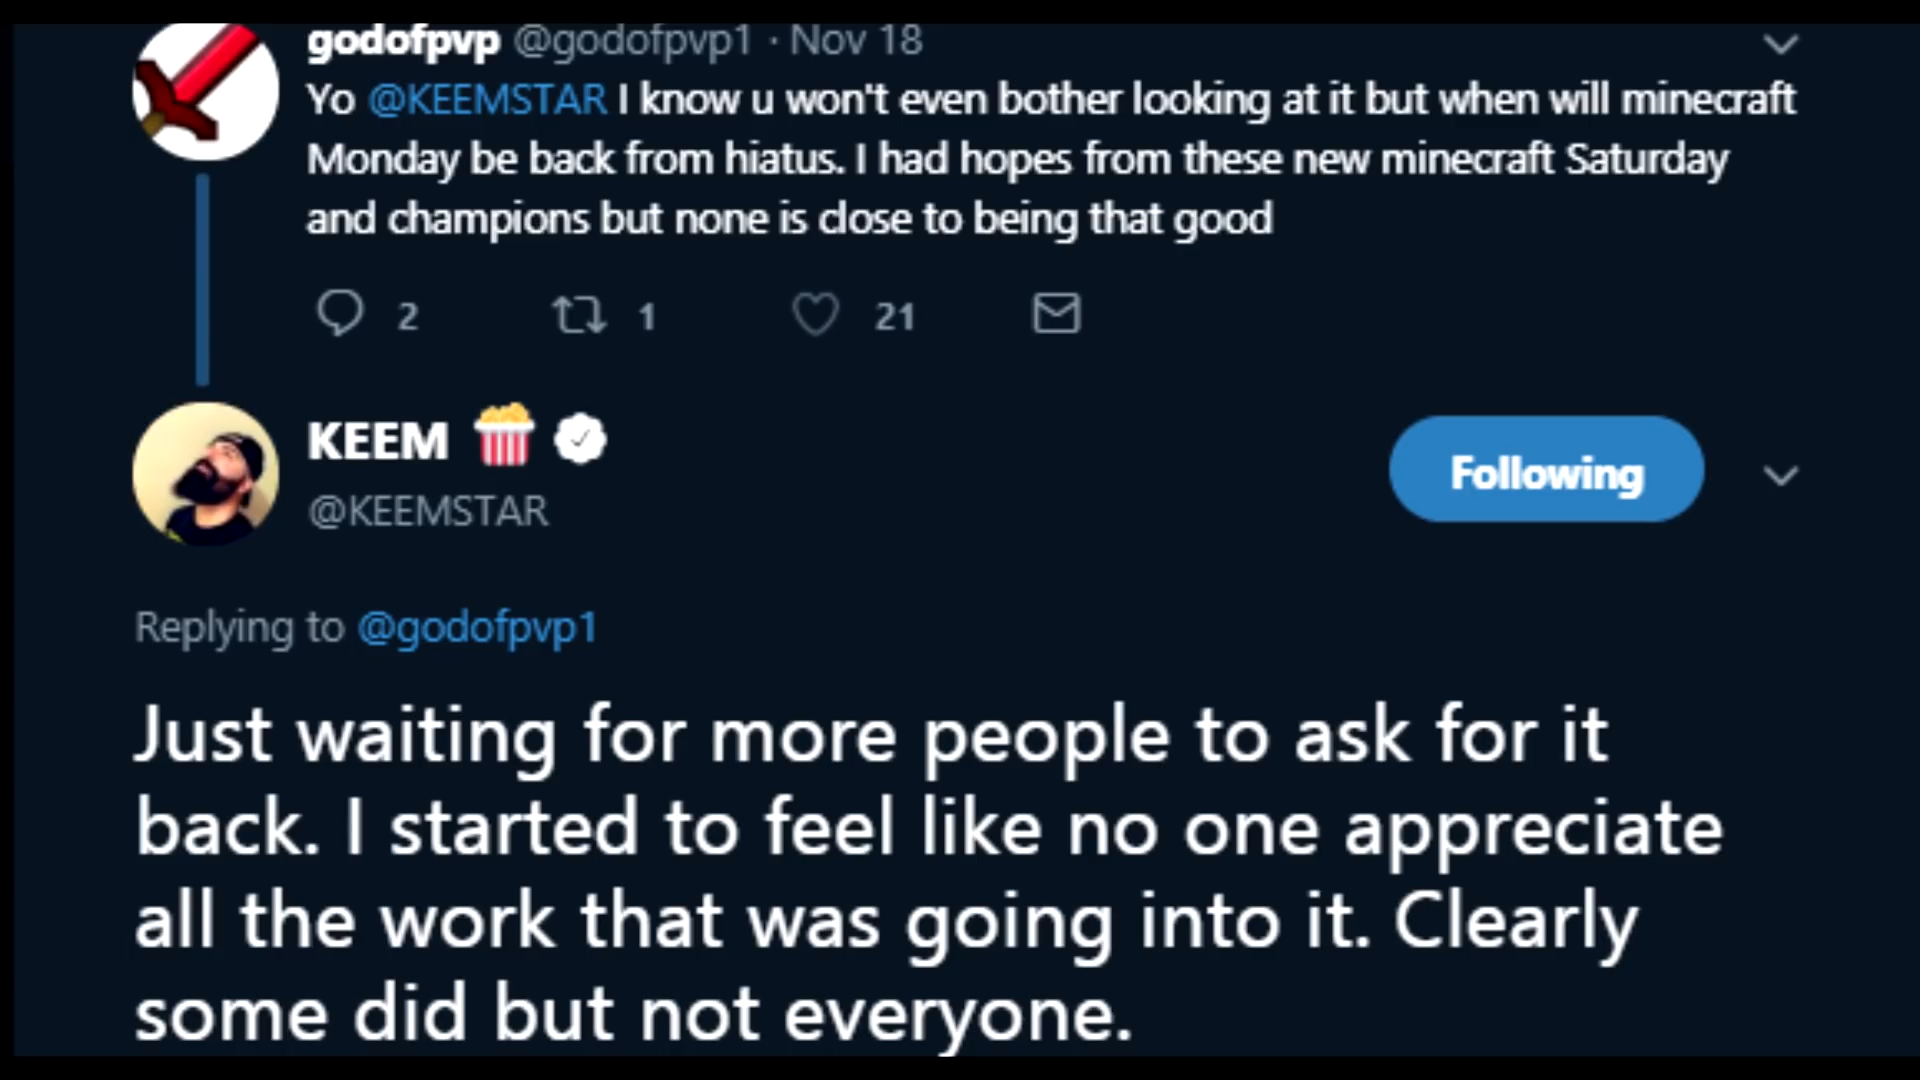 godofpvp @godofpvp1 · Nov 18
Yo @KEEMSTAR I know u won't even bother looking at it but when will minecraft
Monday be back from hiatus. I had hopes from these new minecraft Saturday
and champions but none is close to being that good
2 1 21
KEEM
@KEEMSTAR
Following
Replying to @godofpvp1
Just waiting for more people to ask for it
back. I started to feel like no one appreciate
all the work that was going into it. Clearly
some did but not everyone.